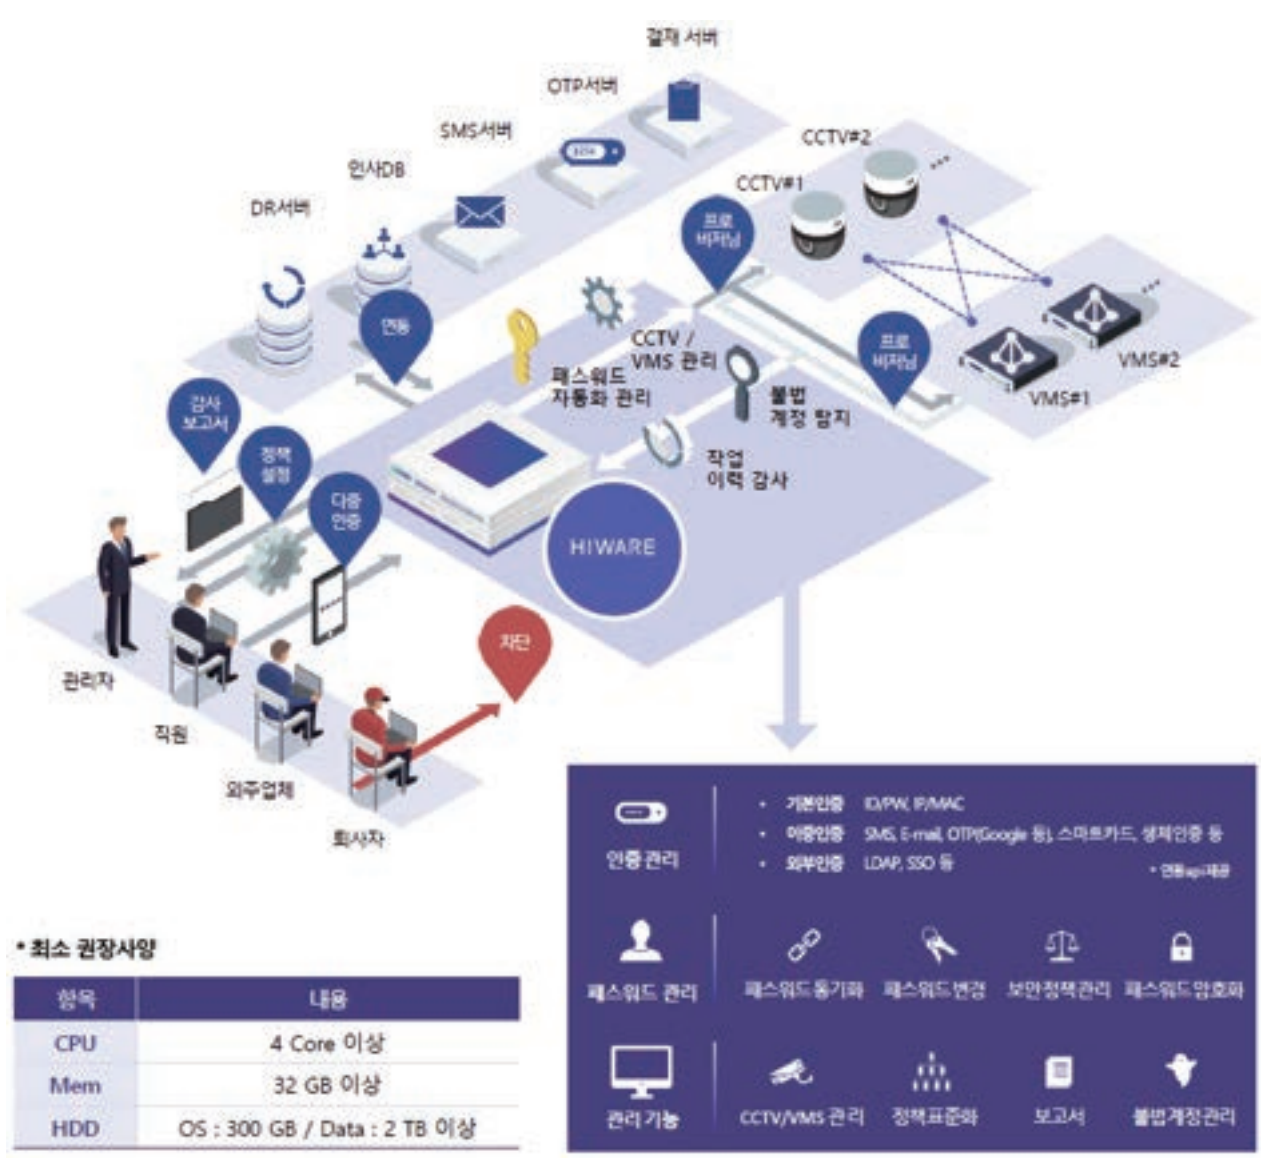 결재 서버
OTP서버
SMS서버
인사DB
DR서버
CCTV#2
CCTV#1
프로
비저닝
연동
CCTV /
VMS 관리
패스워드
자동화 관리
프로
비저닝
VMS#2
VMS#1
불법
계정 탐지
작업
이력 감사
감사
보고서
정책
설정
다중
인증
HIWARE
차단
관리자
직원
외주업체
퇴사자
인증관리
• 기본인증 ID/PW, IP/MAC
• 이중인증 SMS, E-mail, OTP(Google 등), 스마트카드, 생체인증 등
• 외부인증 LDAP, SSO 등
* 연동api제공
패스워드 관리
패스워드동기화 패스워드변경 보안정책관리 패스워드암호화
관리기능
CCTV/VMS 관리 정책표준화 보고서 불법계정관리
* 최소 권장사양
항목 내용
CPU 4 Core 이상
Mem 32 GB 이상
HDD OS : 300 GB / Data : 2 TB 이상